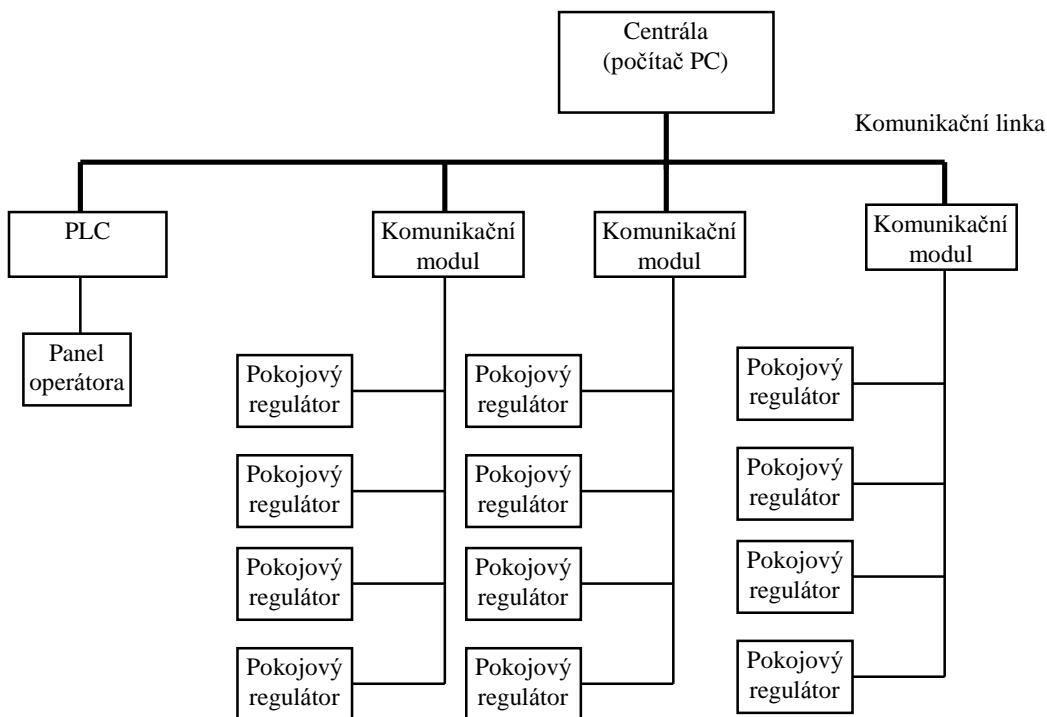 Centrála
(počítač PC)
Komunikační linka
PLC
Komunikační
modul
Komunikační
modul
Komunikační
modul
Panel
operátora
Pokojový
regulátor
Pokojový
regulátor
Pokojový
regulátor
Pokojový
regulátor
Pokojový
regulátor
Pokojový
regulátor
Pokojový
regulátor
Pokojový
regulátor
Pokojový
regulátor
Pokojový
regulátor
Pokojový
regulátor
Pokojový
regulátor